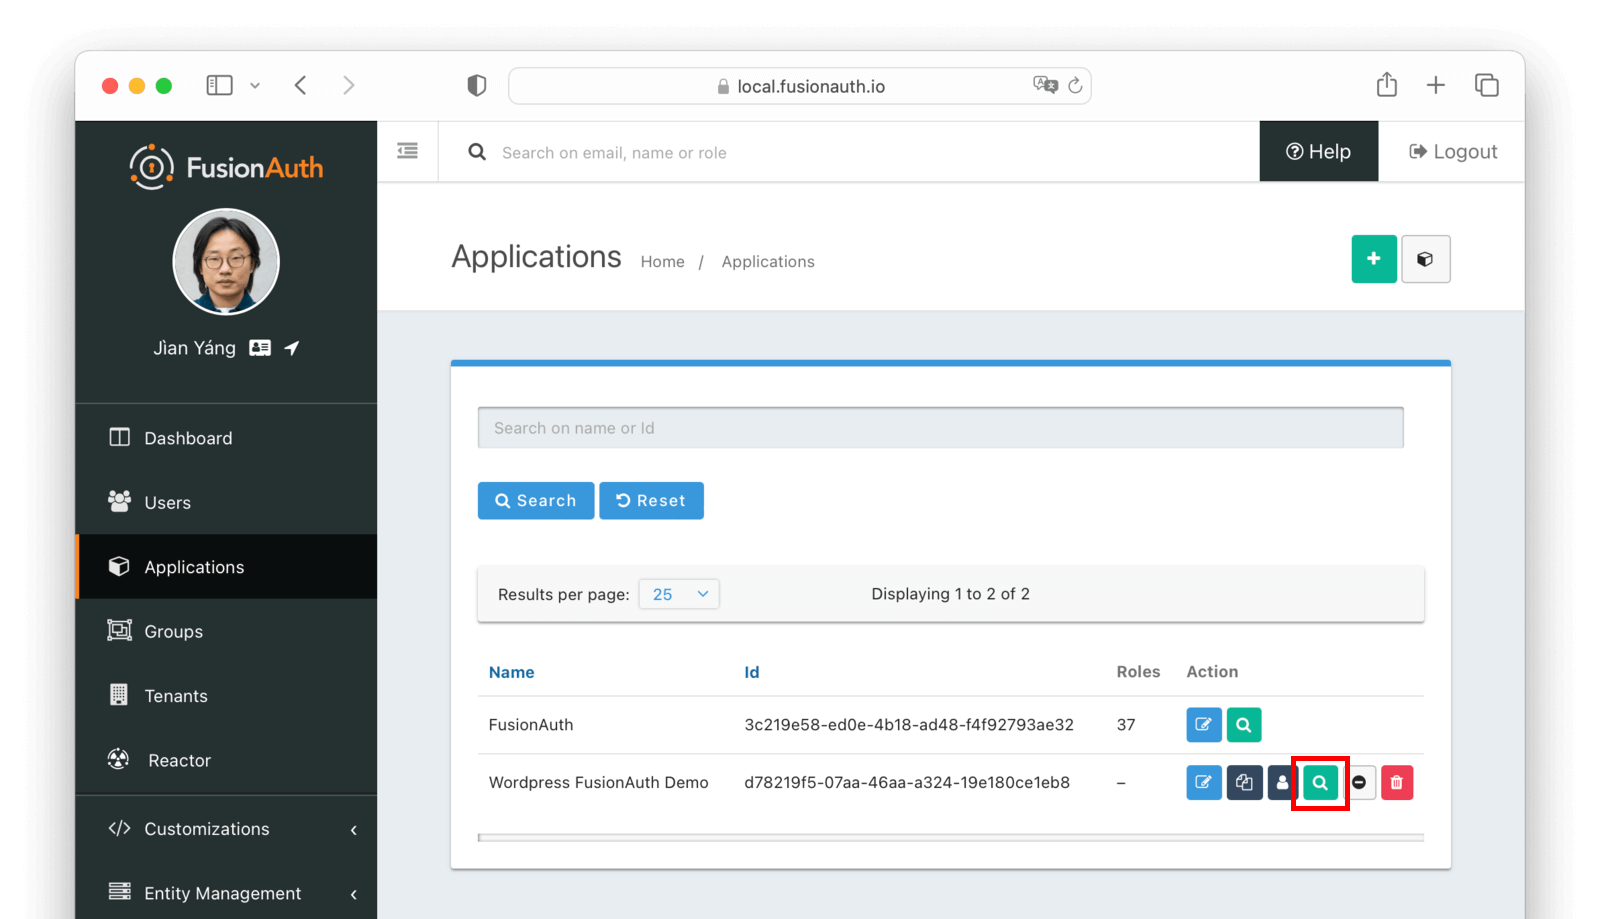 local.fusionauth.io
FusionAuth
Search on email, name or role
Help
Logout
Applications Home / Applications
Jìan Yáng
Dashboard
Users
Applications
Groups
Tenants
Reactor
Customizations
Entity Management
Search on name or Id
Search Reset
Results per page: 25 Displaying 1 to 2 of 2
Name Id Roles Action
FusionAuth 3c219e58-ed0e-4b18-ad48-f4f92793ae32 37
Wordpress FusionAuth Demo d78219f5-07aa-46aa-a324-19e180ce1eb8 –